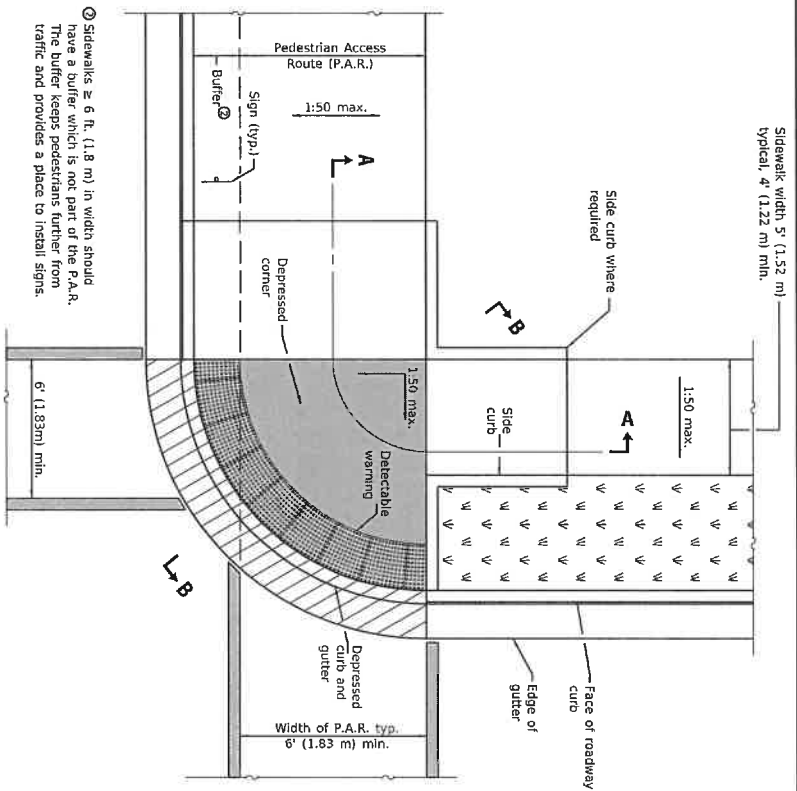 Sidewalk width 5' (1.52 m)
typical, 4' (1.22 m) min.
Side curb where
required
Pedestrian Access
Route (P.A.R.)
Buffer ②
Sign (typ.)
1:50 max.
A
B
1:50 max.
A
Side
curb
Depressed
corner
1:50 max.
Detectable
warning
② Sidewalks ≥ 6 ft. (1.8 m) in width should
have a buffer which is not part of the P.A.R.
The buffer keeps pedestrians further from
traffic and provides a place to install signs.
6' (1.83m) min.
B
Depressed
curb and
gutter
Width of P.A.R. typ.
6' (1.83 m) min.
Edge of
gutter
Face of roadway
curb